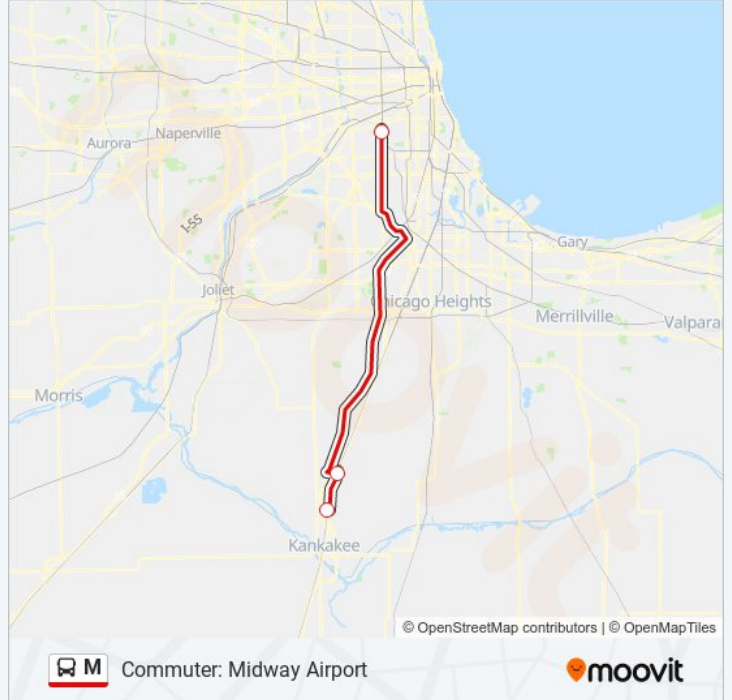 Aurora
Naperville
I-55
Gary
Joliet
Chicago Heights
Merrillville
Valpara
Morris
Kankakee
© OpenStreetMap contributors | © OpenMapTiles
M Commuter: Midway Airport
moovit